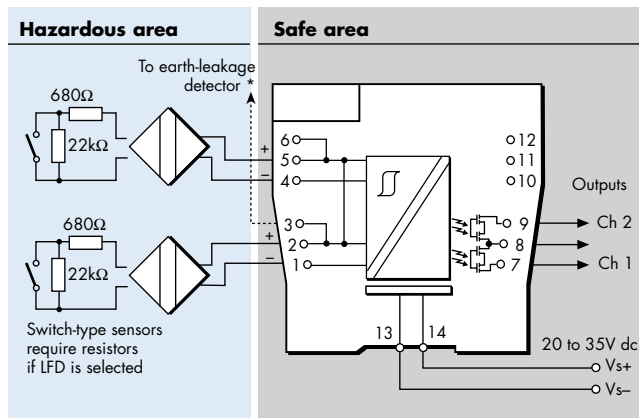 Hazardous area
Safe area
To earth-leakage
detector *
680Ω
22kΩ
+
−
6
5
4
12
11
10
Outputs
680Ω
22kΩ
+
−
3
2
1
9
8
7
Ch 2
Ch 1
Switch-type sensors
require resistors
if LFD is selected
13
14
20 to 35V dc
Vs+
Vs−